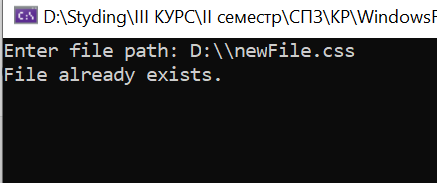 D:\Styding\III КУРС\II семестр\СПЗ\КР\WindowsF
Enter file path: D:\\newFile.css
File already exists.